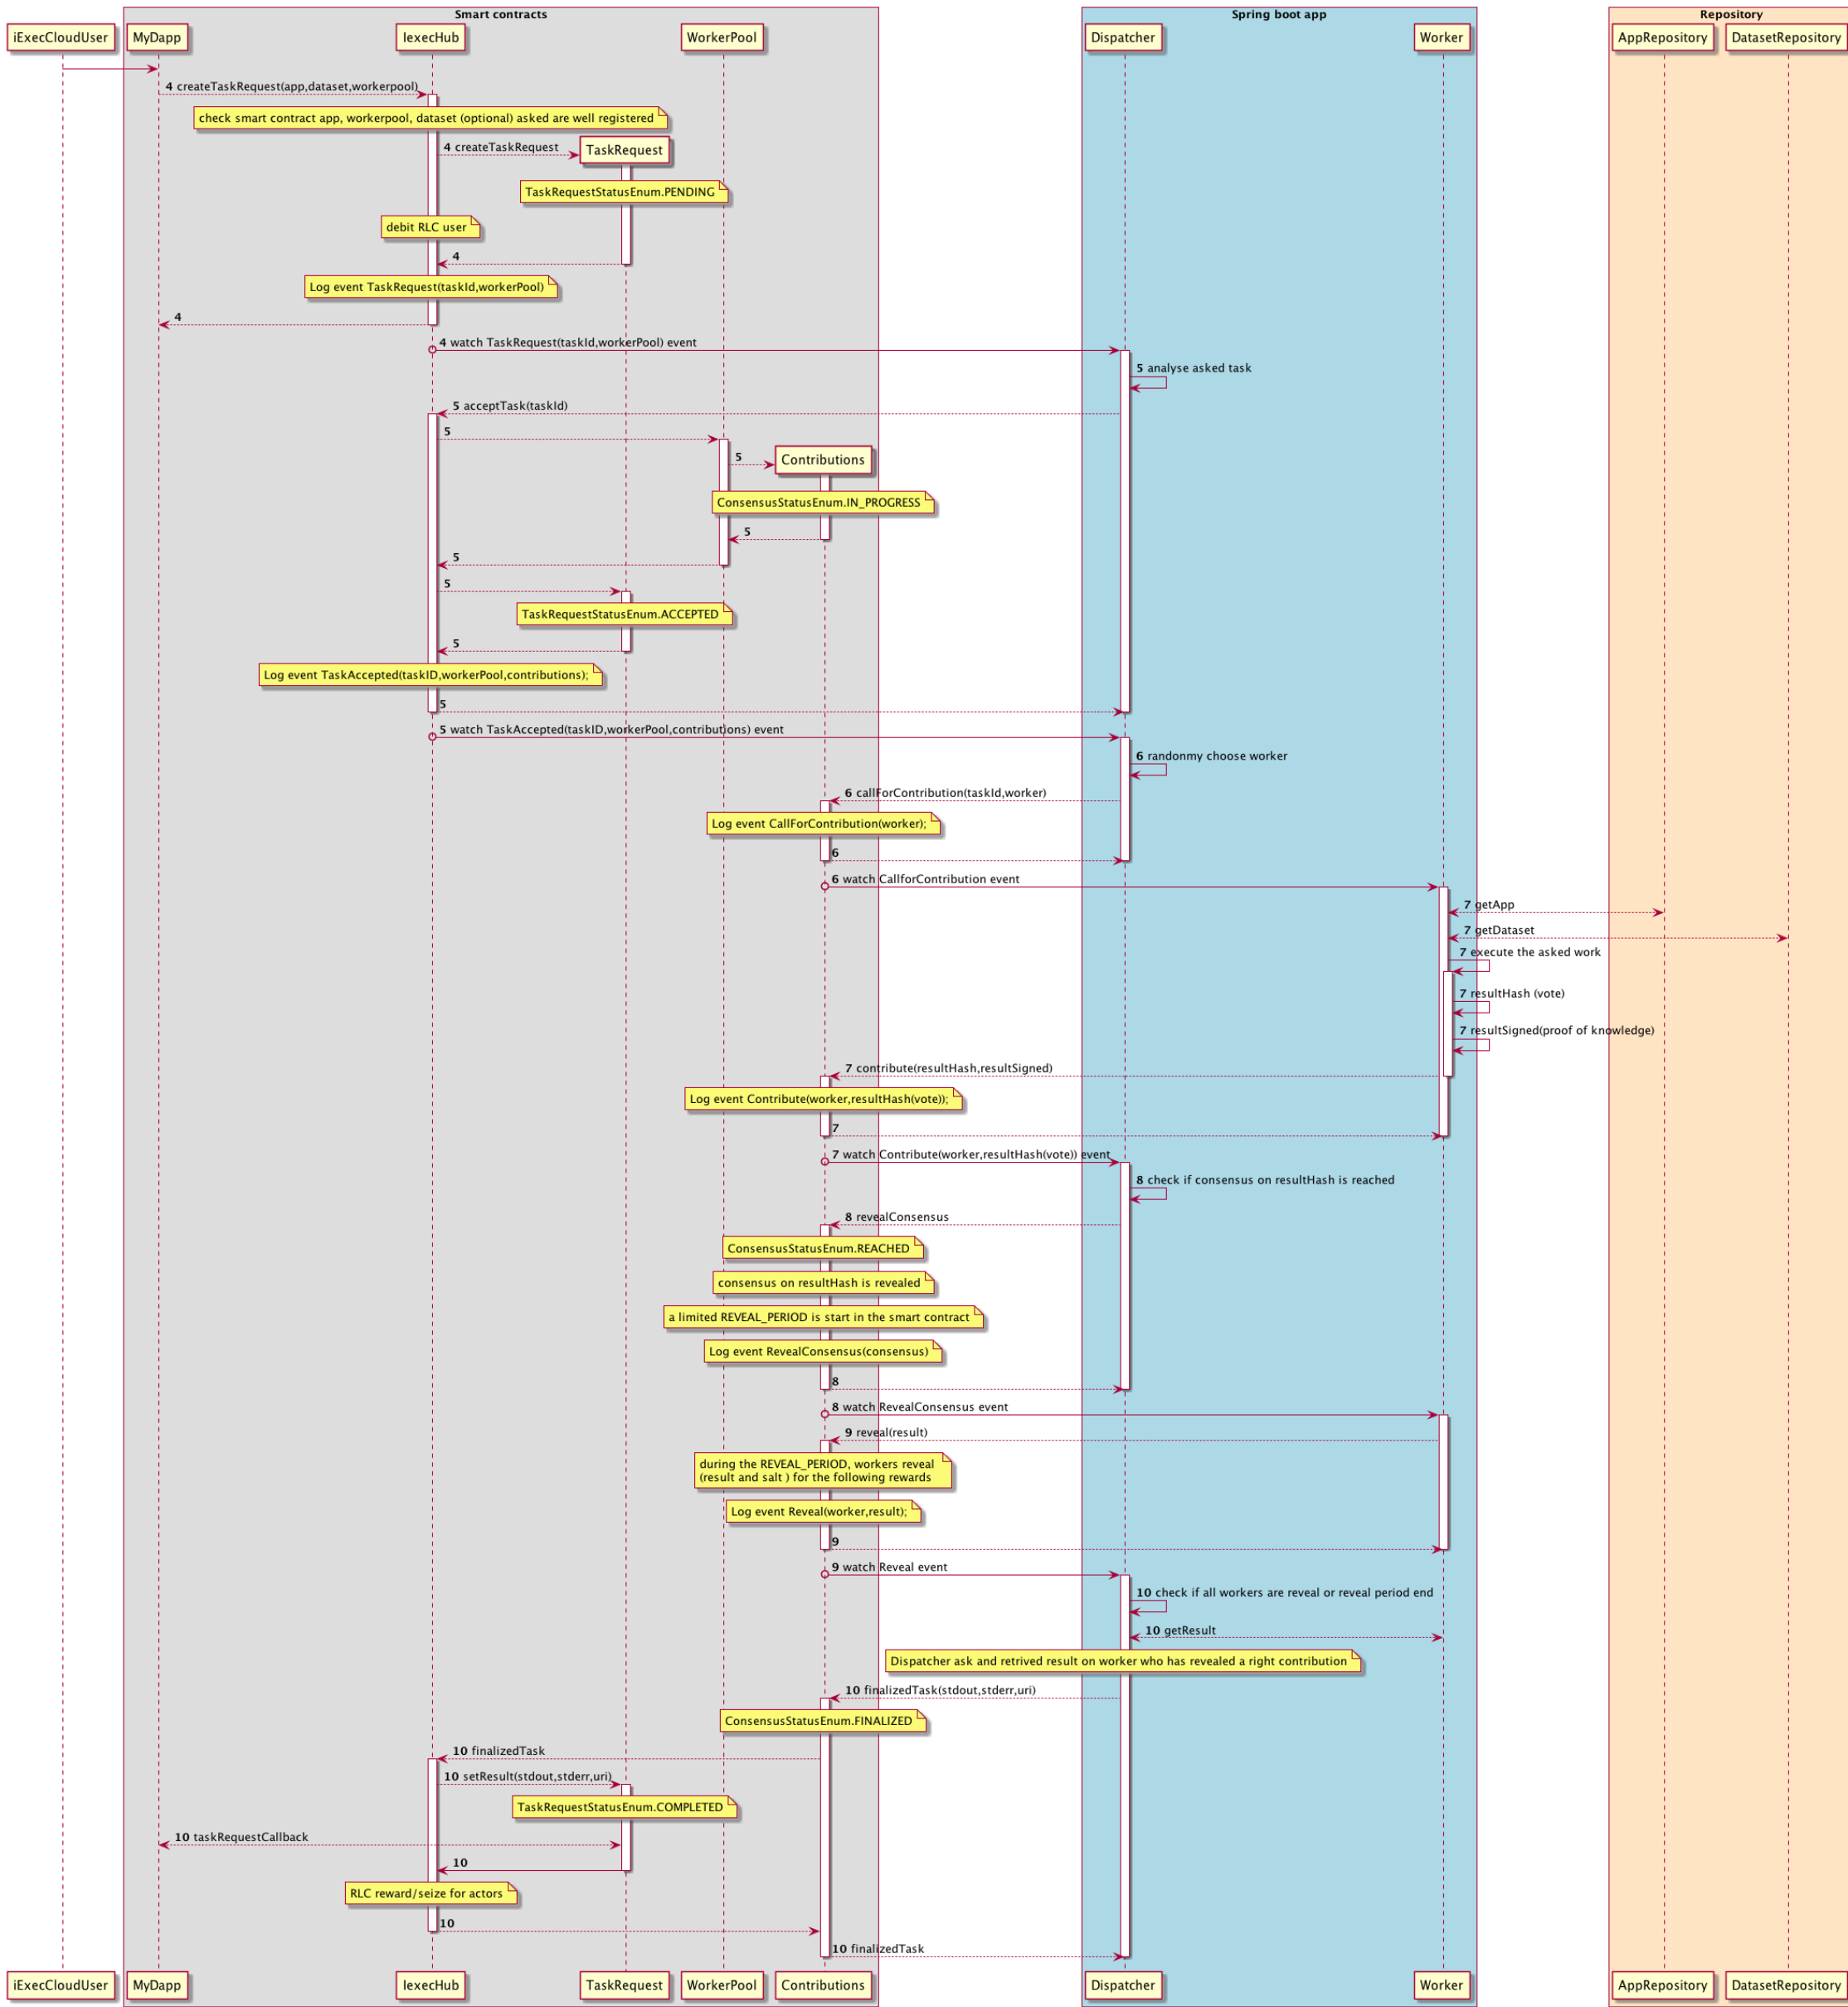 Smart contracts
Spring boot app
Repository
iExecCloudUser
MyDapp
IexecHub
WorkerPool
Dispatcher
Worker
AppRepository
DatasetRepository
4 createTaskRequest(app,dataset,workerpool)
check smart contract app, workerpool, dataset (optional) asked are well registered
4 createTaskRequest
TaskRequest
TaskRequestStatusEnum.PENDING
debit RLC user
4
Log event TaskRequest(taskId,workerPool)
4
4 watch TaskRequest(taskId,workerPool) event
5 analyse asked task
5 acceptTask(taskId)
5
5
Contributions
ConsensusStatusEnum.IN_PROGRESS
5
5
5
TaskRequestStatusEnum.ACCEPTED
5
Log event TaskAccepted(taskID,workerPool,contributions);
5
5 watch TaskAccepted(taskID,workerPool,contributions) event
6 randonmy choose worker
6 callForContribution(taskId,worker)
Log event CallForContribution(worker);
6
6 watch CallforContribution event
7 getApp
7 getDataset
7 execute the asked work
7 resultHash (vote)
7 resultSigned(proof of knowledge)
7 contribute(resultHash,resultSigned)
Log event Contribute(worker,resultHash(vote));
7
7 watch Contribute(worker,resultHash(vote)) event
8 check if consensus on resultHash is reached
8 revealConsensus
ConsensusStatusEnum.REACHED
consensus on resultHash is revealed
a limited REVEAL_PERIOD is start in the smart contract
Log event RevealConsensus(consensus)
8
8 watch RevealConsensus event
9 reveal(result)
during the REVEAL_PERIOD, workers reveal
(result and salt ) for the following rewards
Log event Reveal(worker,result);
9
9 watch Reveal event
10 check if all workers are reveal or reveal period end
10 getResult
Dispatcher ask and retrived result on worker who has revealed a right contribution
10 finalizedTask(stdout,stderr,uri)
ConsensusStatusEnum.FINALIZED
10 finalizedTask
10 setResult(stdout,stderr,uri)
TaskRequestStatusEnum.COMPLETED
10 taskRequestCallback
10
RLC reward/seize for actors
10
10 finalizedTask
iExecCloudUser
MyDapp
IexecHub
TaskRequest
WorkerPool
Contributions
Dispatcher
Worker
AppRepository
DatasetRepository